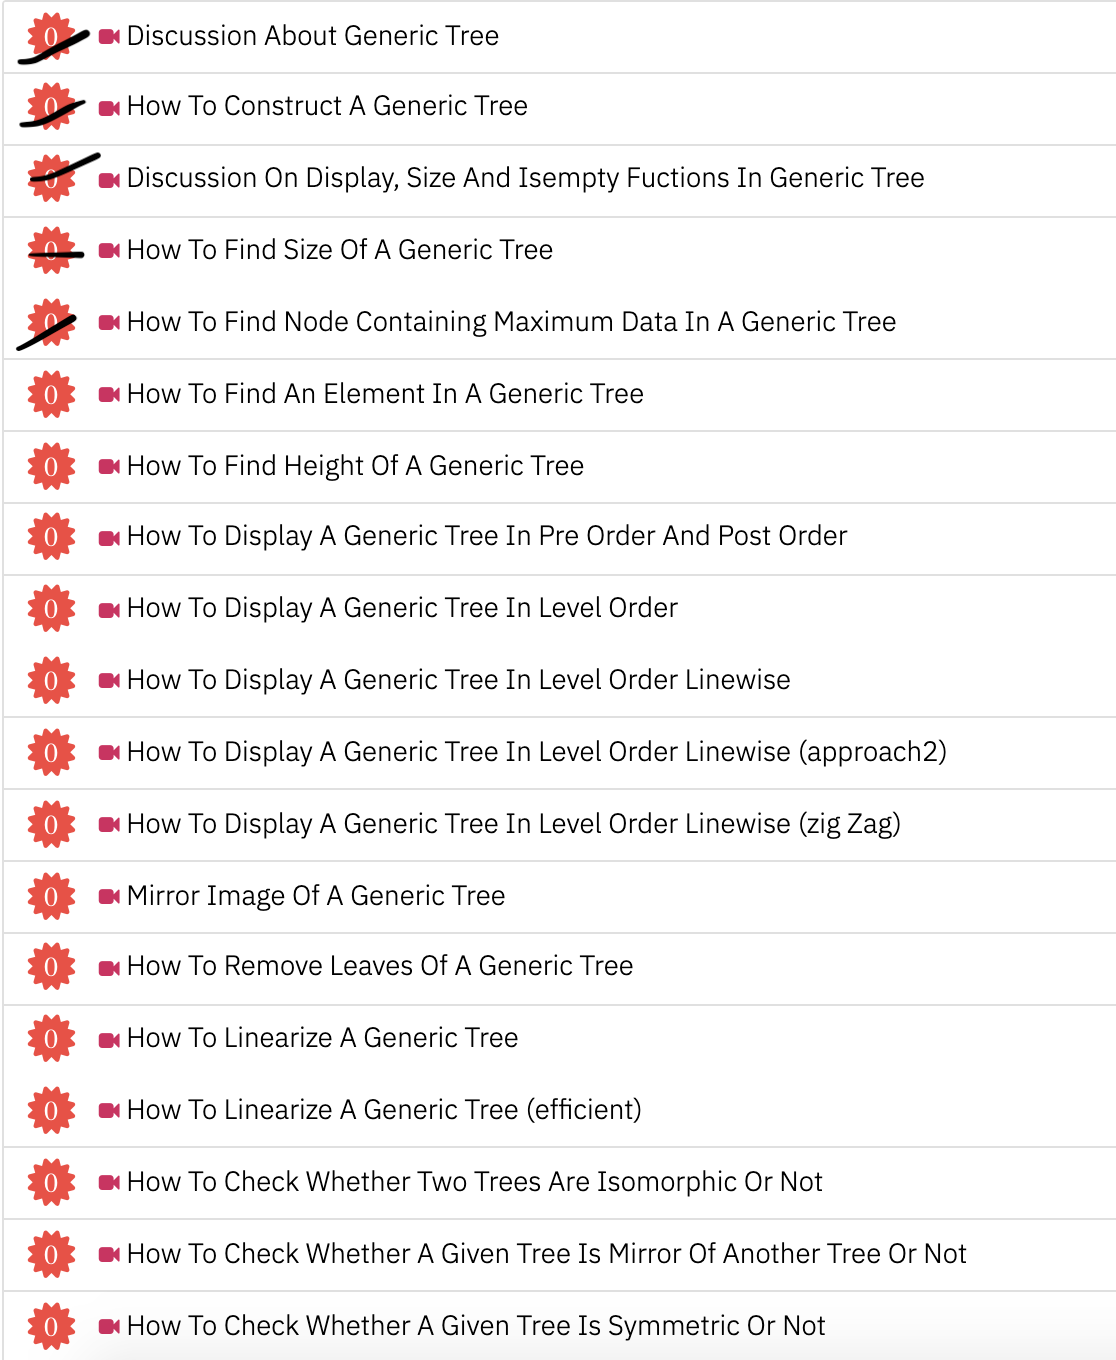 0 Discussion About Generic Tree
0 How To Construct A Generic Tree
0 Discussion On Display, Size And Isempty Fuctions In Generic Tree
0 How To Find Size Of A Generic Tree
0 How To Find Node Containing Maximum Data In A Generic Tree
0 How To Find An Element In A Generic Tree
0 How To Find Height Of A Generic Tree
0 How To Display A Generic Tree In Pre Order And Post Order
0 How To Display A Generic Tree In Level Order
0 How To Display A Generic Tree In Level Order Linewise
0 How To Display A Generic Tree In Level Order Linewise (approach2)
0 How To Display A Generic Tree In Level Order Linewise (zig Zag)
0 Mirror Image Of A Generic Tree
0 How To Remove Leaves Of A Generic Tree
0 How To Linearize A Generic Tree
0 How To Linearize A Generic Tree (efficient)
0 How To Check Whether Two Trees Are Isomorphic Or Not
0 How To Check Whether A Given Tree Is Mirror Of Another Tree Or Not
0 How To Check Whether A Given Tree Is Symmetric Or Not